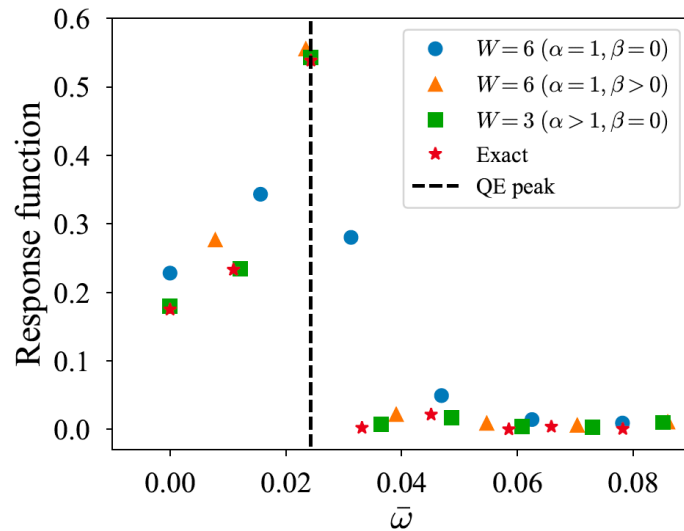 0.6
0.5
0.4
0.3
0.2
0.1
0.0
Response function
W = 6 (α = 1, β = 0)
W = 6 (α = 1, β > 0)
W = 3 (α > 1, β = 0)
Exact
QE peak
0.00 0.02 0.04 0.06 0.08
ω̄